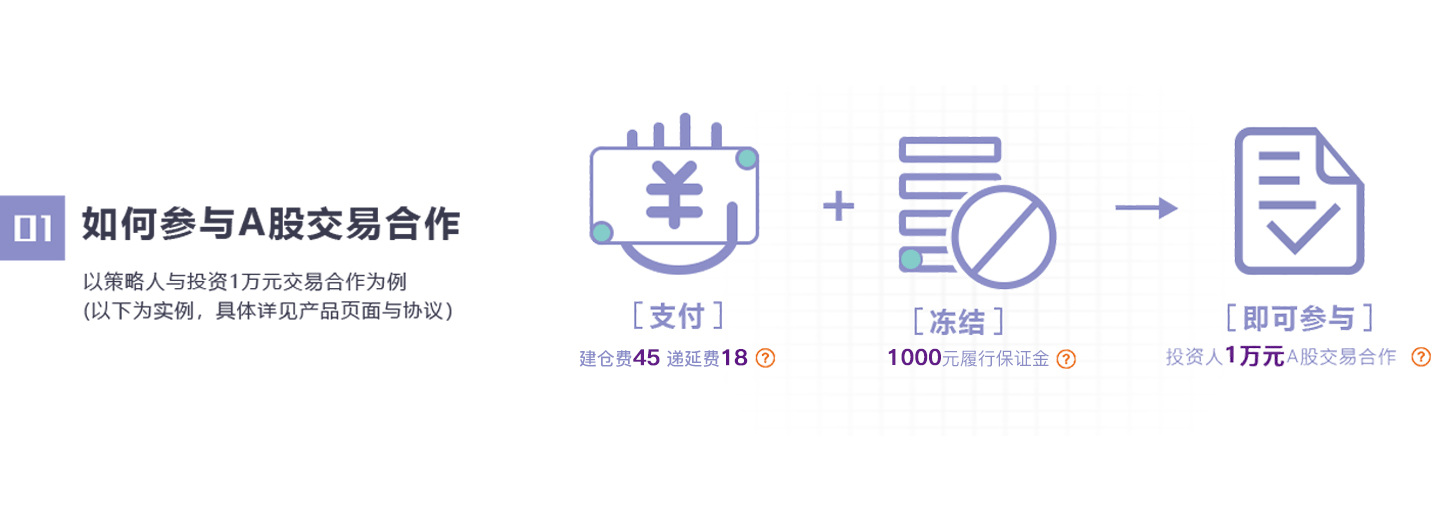 01 如何参与A股交易合作
以策略人与投资1万元交易合作为例
(以下为实例，具体详见产品页面与协议)
¥
+
[支付]
建仓费45 递延费18 ?
[冻结]
1000元履行保证金 ?
[即可参与]
投资人1万元A股交易合作 ?